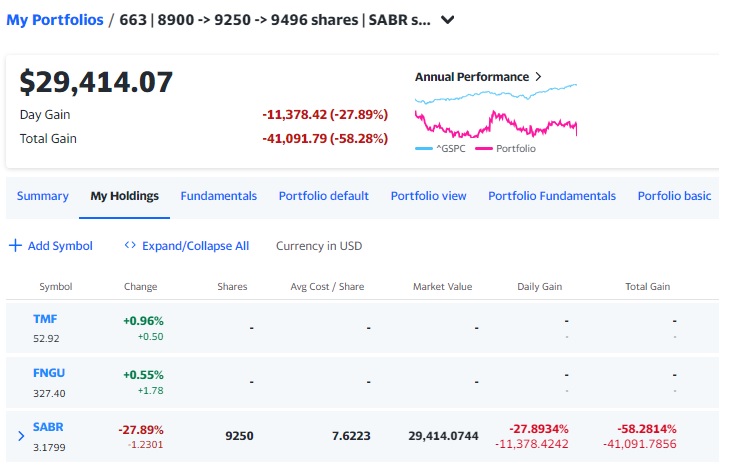 My Portfolios / 663 | 8900 -> 9250 -> 9496 shares | SABR s...
$29,414.07
Day Gain -11,378.42 (-27.89%)
Total Gain -41,091.79 (-58.28%)
Annual Performance >
^GSPC Portfolio
Summary My Holdings Fundamentals Portfolio default Portfolio view Portfolio Fundamentals Porfolio basic
+ Add Symbol <> Expand/Collapse All Currency in USD
Symbol Change Shares Avg Cost / Share Market Value Daily Gain Total Gain
TMF +0.96% - - - - -
52.92 +0.50 - -
FNGU +0.55% - - - - -
327.40 +1.78 - -
SABR -27.89% 9250 7.6223 29,414.0744 -27.8934% -58.2814%
3.1799 -1.2301 -11,378.4242 -41,091.7856